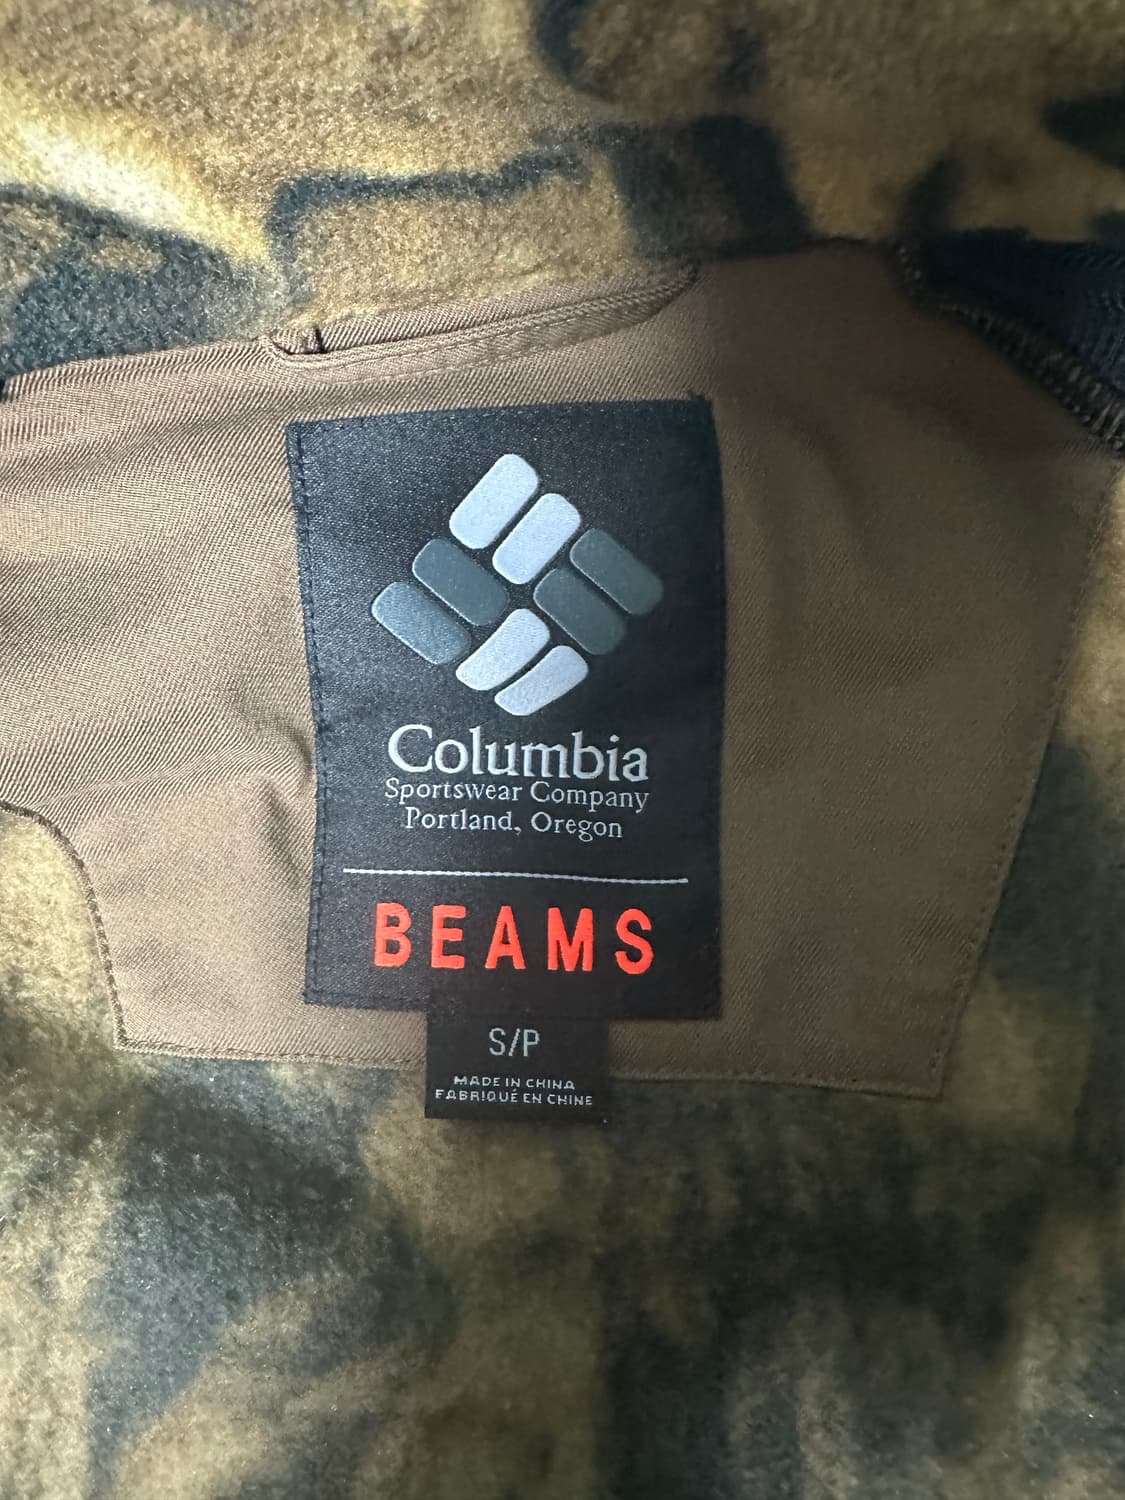 Columbia
Sportswear Company
Portland, Oregon
BEAMS
S/P
MADE IN CHINA
FABRIQUÉ EN CHINE